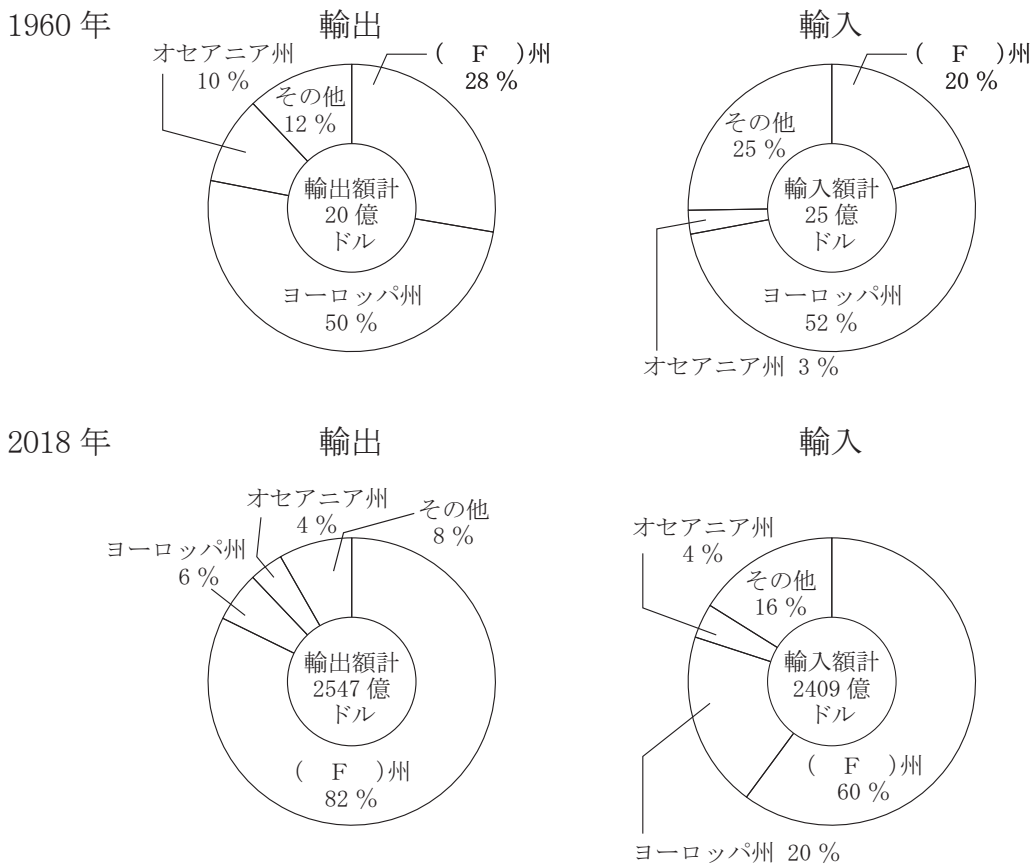 1960 年
輸出
オセアニア州
10 %
その他
12 %
( F )州
28 %
輸出額計
20 億
ドル
ヨーロッパ州
50 %
輸入
( F )州
20 %
その他
25 %
輸入額計
25 億
ドル
ヨーロッパ州
52 %
オセアニア州 3 %
2018 年
輸出
オセアニア州
4 %
その他
8 %
ヨーロッパ州
6 %
輸出額計
2547 億
ドル
( F )州
82 %
輸入
オセアニア州
4 %
その他
16 %
輸入額計
2409 億
ドル
( F )州
60 %
ヨーロッパ州 20 %